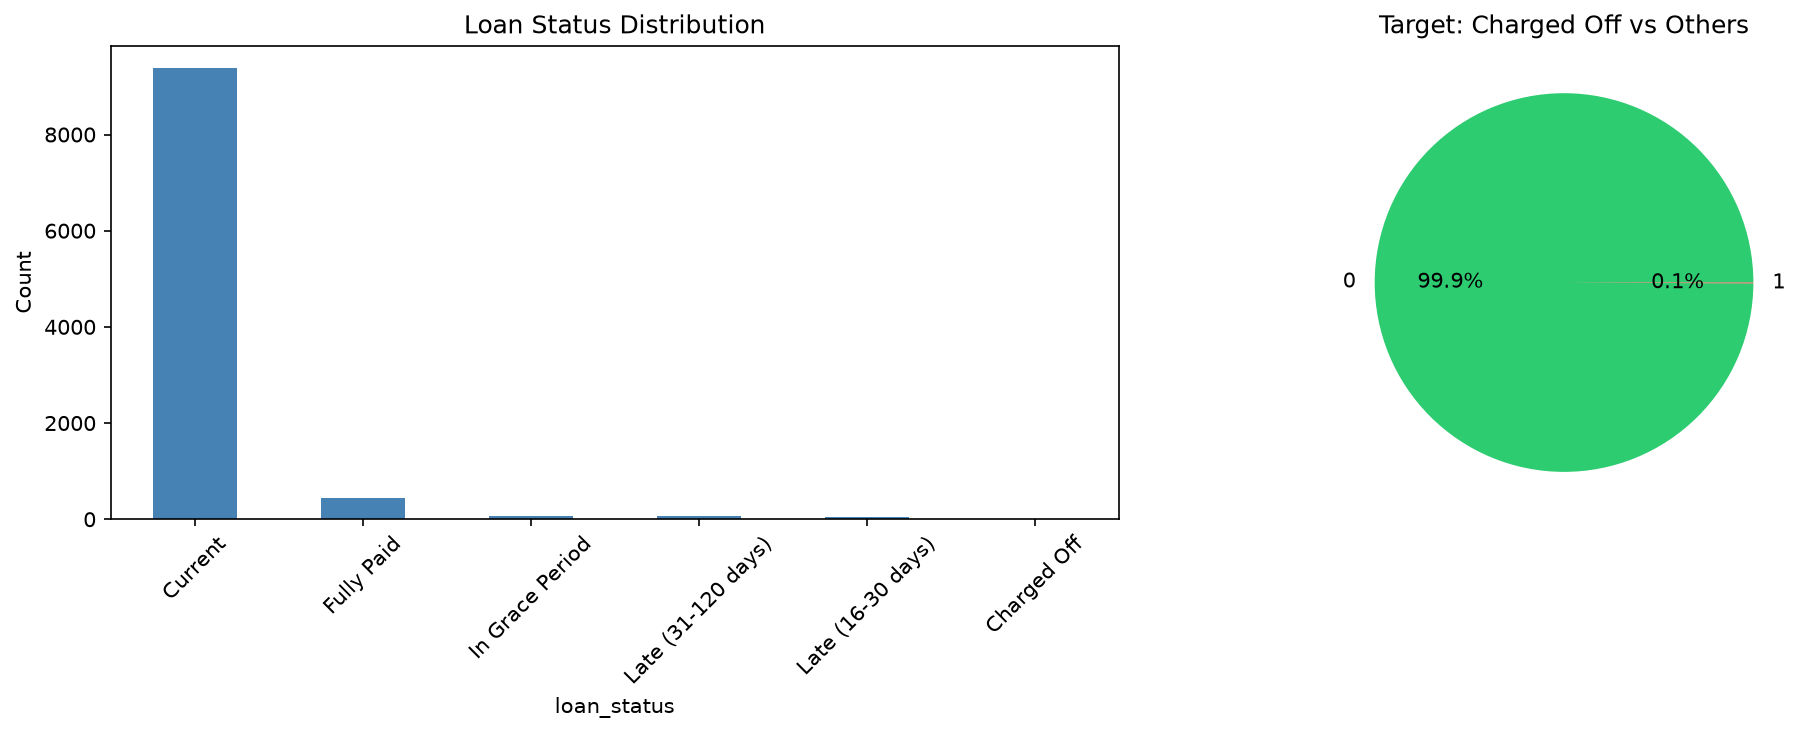 Loan Status Distribution
Count
8000
6000
4000
2000
0
Current
Fully Paid
In Grace Period
Late (31-120 days)
Late (16-30 days)
Charged Off
loan_status
Target: Charged Off vs Others
0
99.9%
0.1%
1